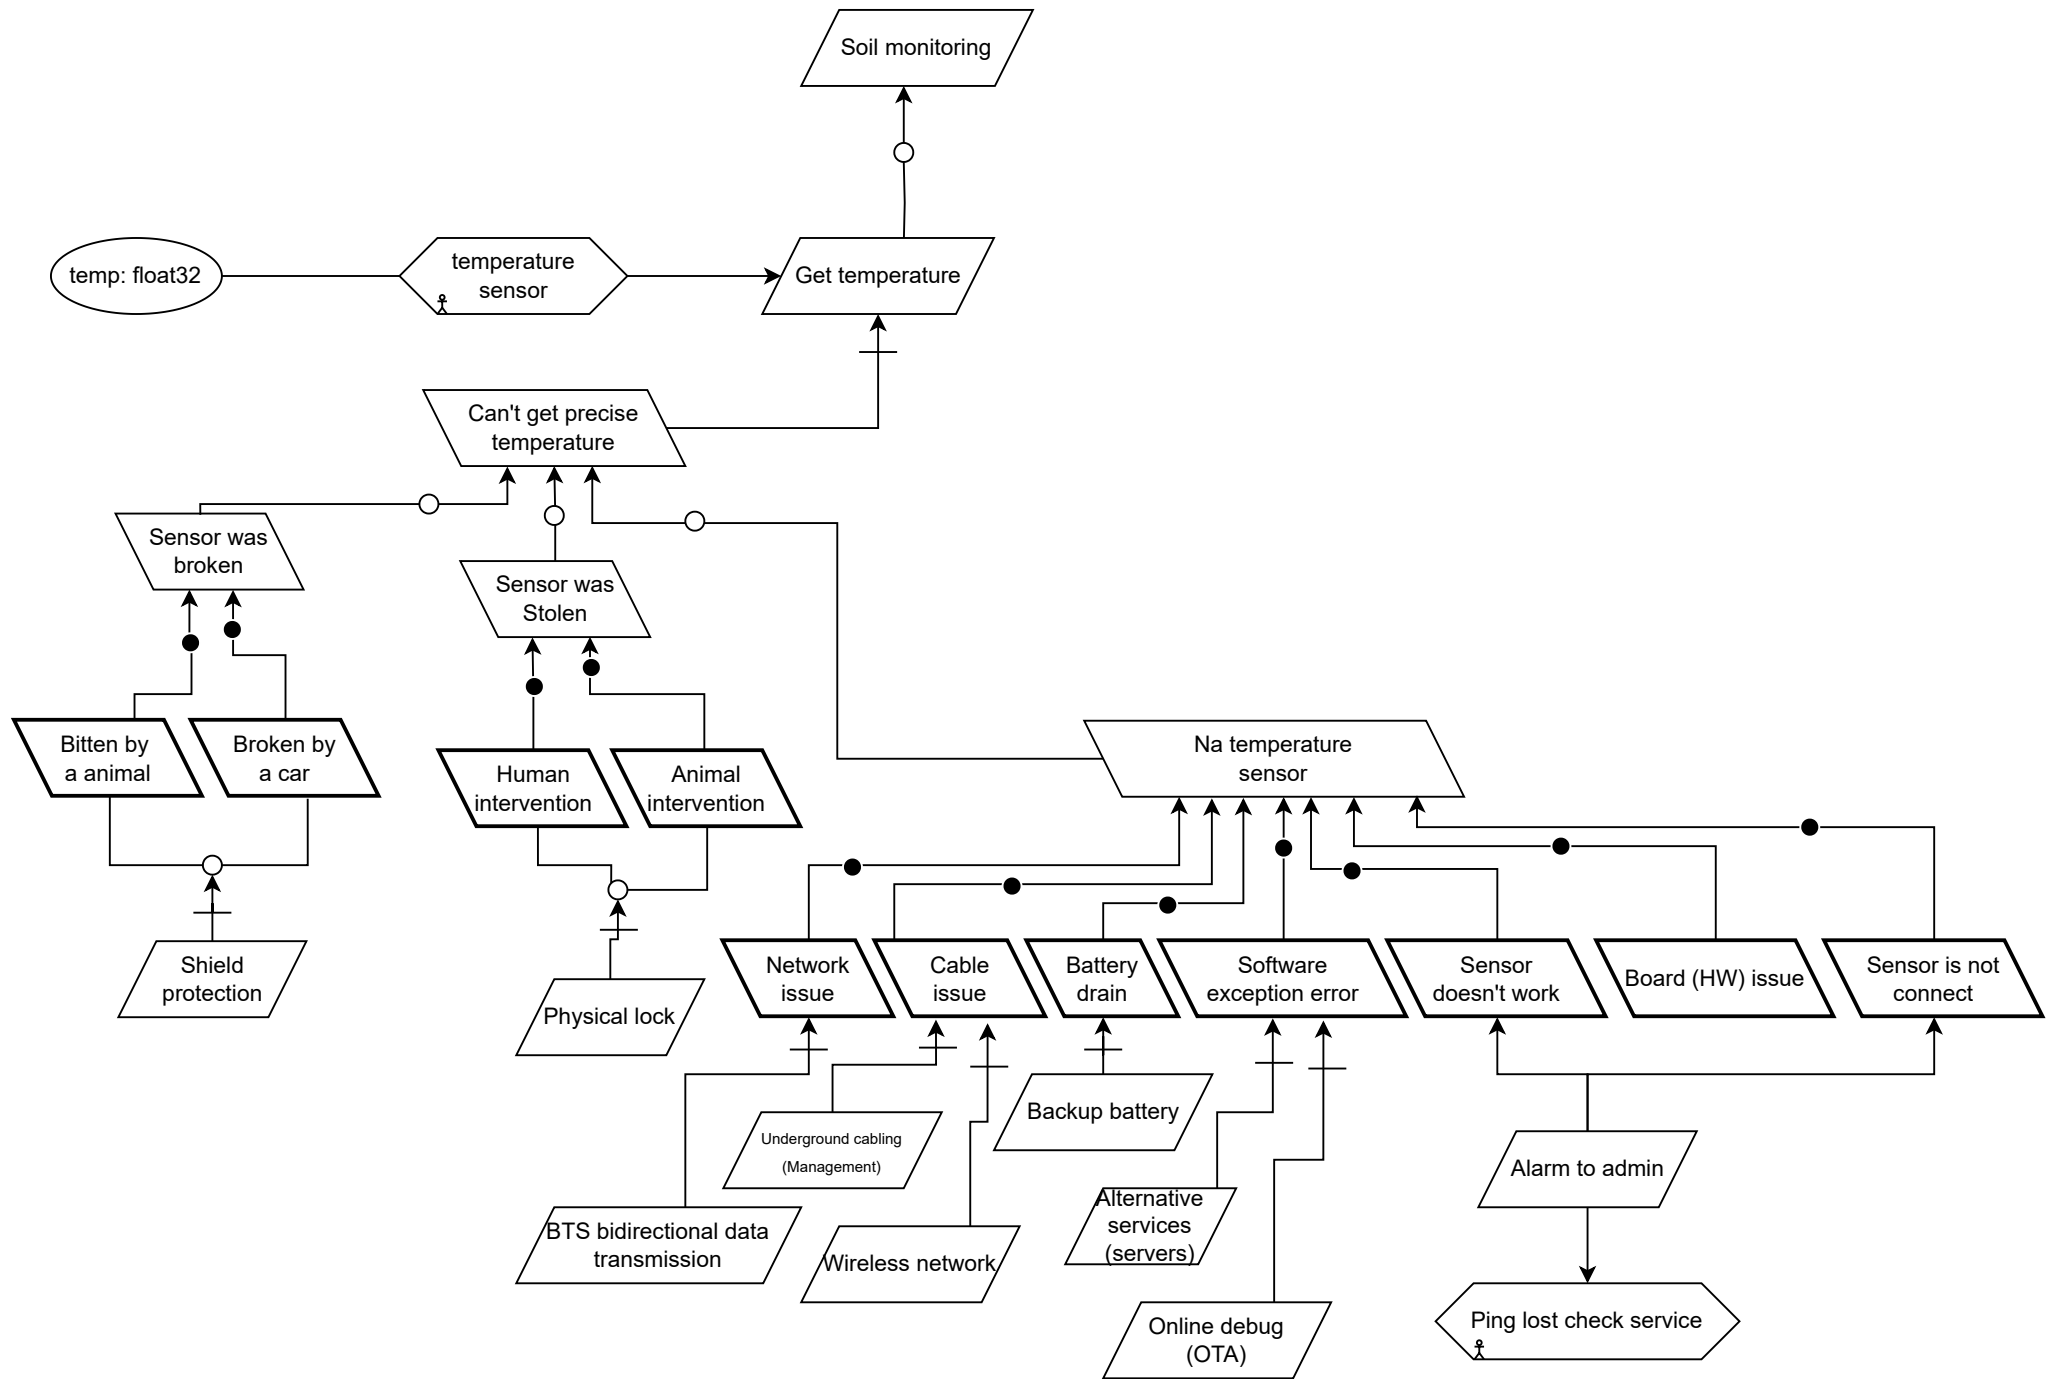 Soil monitoring
temp: float32
temperature
sensor
Get temperature
Can't get precise
temperature
Sensor was
broken
Sensor was
Stolen
Bitten by
a animal
Broken by
a car
Human
intervention
Animal
intervention
Na temperature
sensor
Shield
protection
Physical lock
Network
issue
Cable
issue
Battery
drain
Software
exception error
Sensor
doesn't work
Board (HW) issue
Sensor is not
connect
Backup battery
Underground cabling
(Management)
Alarm to admin
BTS bidirectional data
transmission
Wireless network
Alternative
services
(servers)
Online debug
(OTA)
Ping lost check service